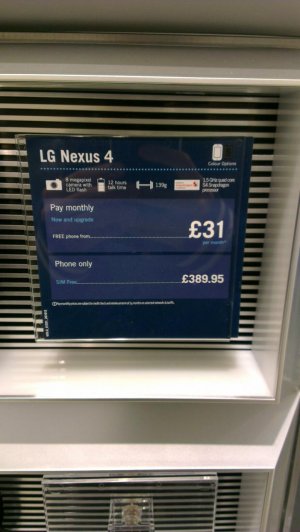 LG Nexus 4
Colour Options
8 megapixel camera with LED flash
12 hours talk time
139g
1.5 GHz quad core S4 Snapdragon processor
Pay monthly
New and upgrade
FREE phone from
£31
per month*
Phone only
SIM Free
£389.95